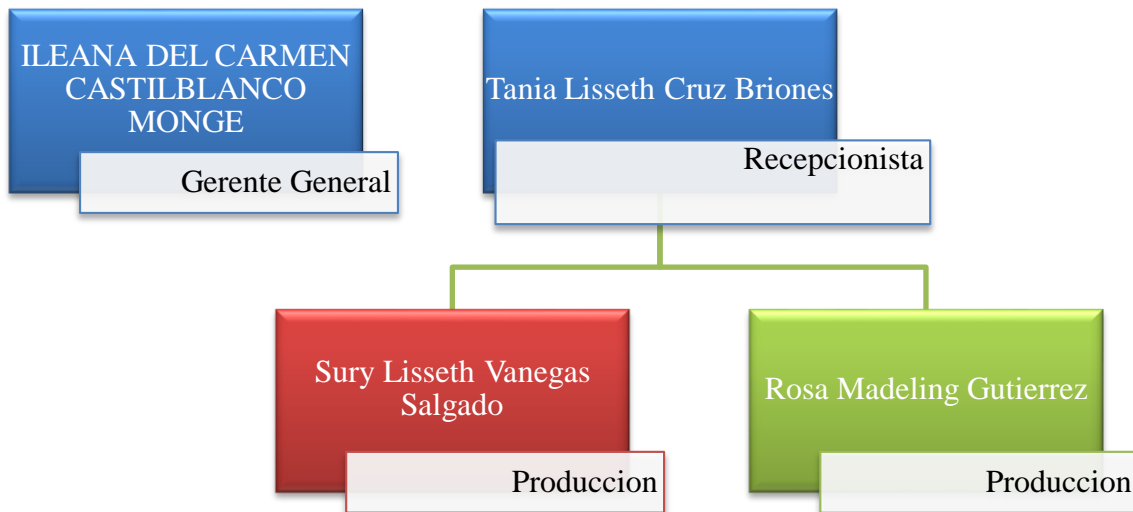 ILEANA DEL CARMEN
CASTILBLANCO
MONGE
Gerente General
Tania Lisseth Cruz Briones
Recepcionista
Sury Lisseth Vanegas
Salgado
Produccion
Rosa Madeling Gutierrez
Produccion